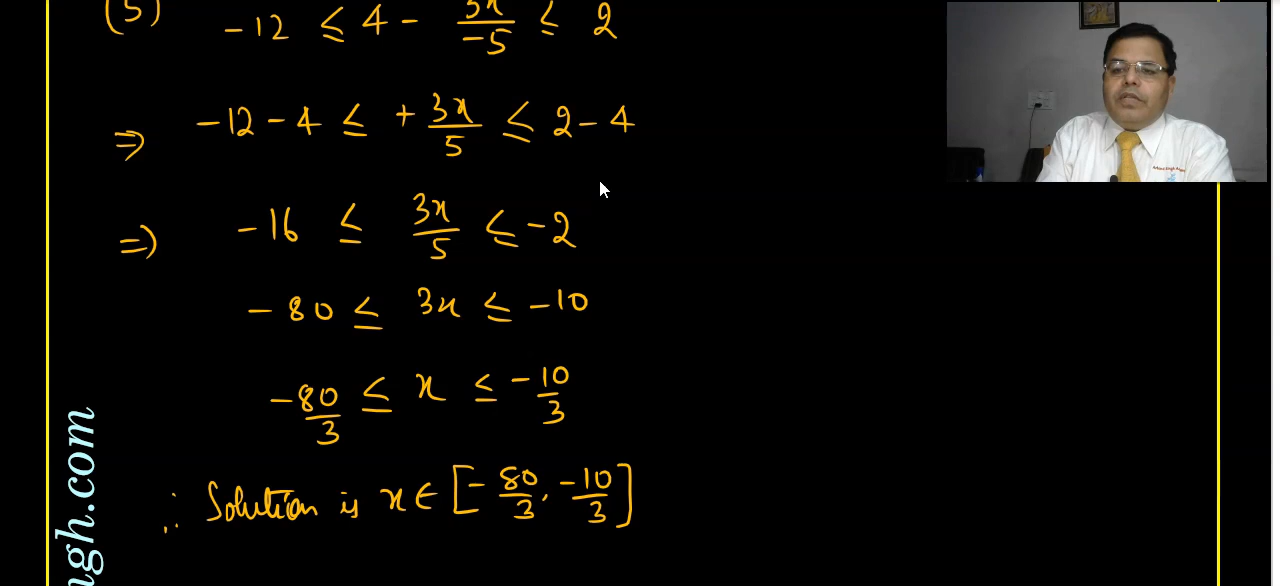 (5) -12 ≤ 4 - 3x/-5 ≤ 2
⇒ -12 - 4 ≤ + 3x/5 ≤ 2 - 4
⇒ -16 ≤ 3x/5 ≤ -2
-80 ≤ 3x ≤ -10
-80/3 ≤ x ≤ -10/3
∴ Solution is x ∈ [-80/3, -10/3]
ngh.com